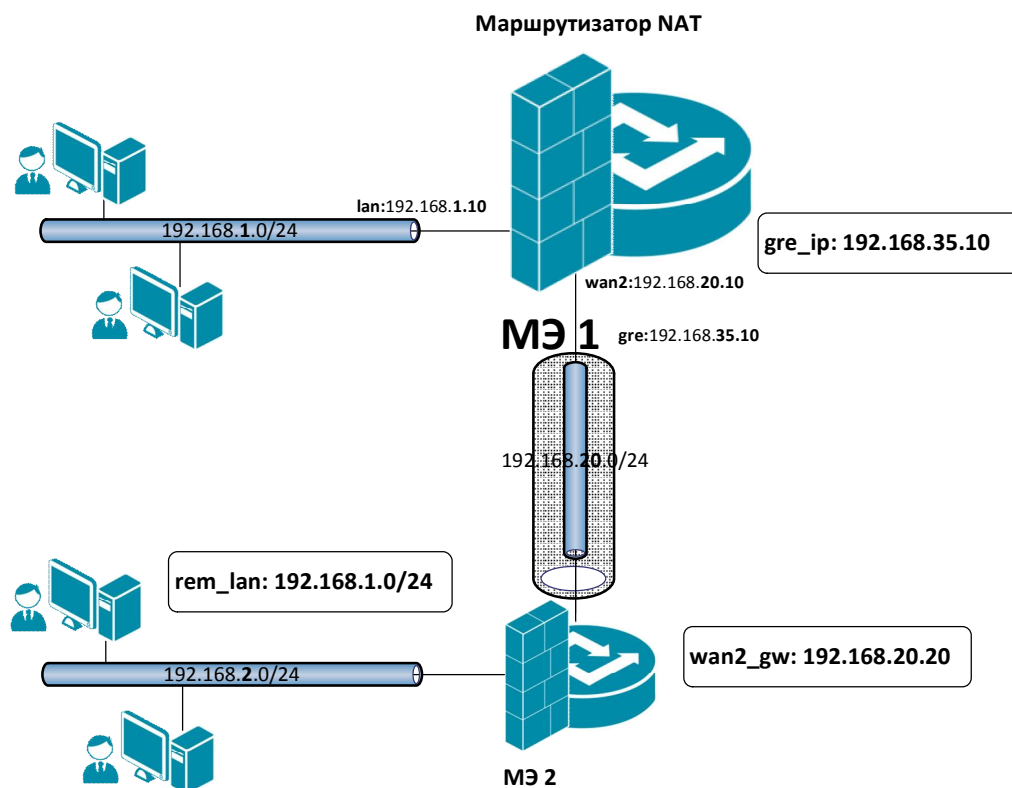 Маршрутизатор NAT
lan:192.168.1.10
192.168.1.0/24
gre_ip: 192.168.35.10
wan2:192.168.20.10
МЭ 1
gre:192.168.35.10
192.168.20.0/24
rem_lan: 192.168.1.0/24
wan2_gw: 192.168.20.20
192.168.2.0/24
МЭ 2